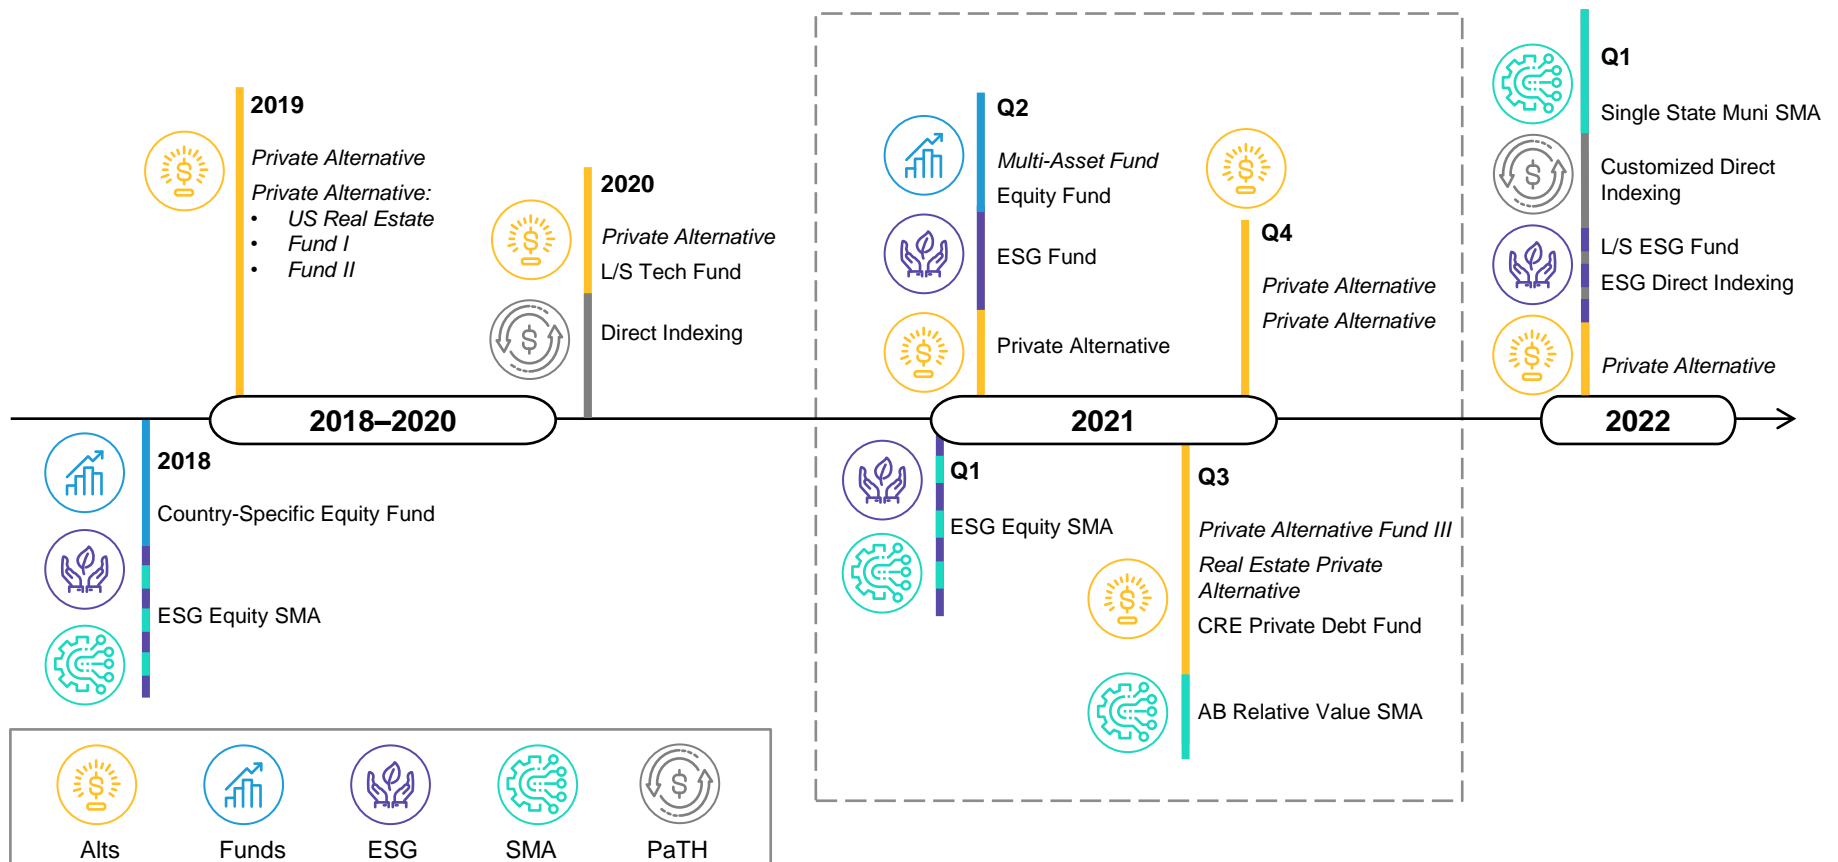 2019
Private Alternative
Private Alternative:
• US Real Estate
• Fund I
• Fund II
2020
Private Alternative
L/S Tech Fund
Direct Indexing
2018–2020
2018
Country-Specific Equity Fund
ESG Equity SMA
Q2
Multi-Asset Fund
Equity Fund
ESG Fund
Private Alternative
Q4
Private Alternative
Private Alternative
2021
Q1
ESG Equity SMA
Q3
Private Alternative Fund III
Real Estate Private
Alternative
CRE Private Debt Fund
AB Relative Value SMA
Q1
Single State Muni SMA
Customized Direct
Indexing
L/S ESG Fund
ESG Direct Indexing
Private Alternative
2022
Alts
Funds
ESG
SMA
PaTH